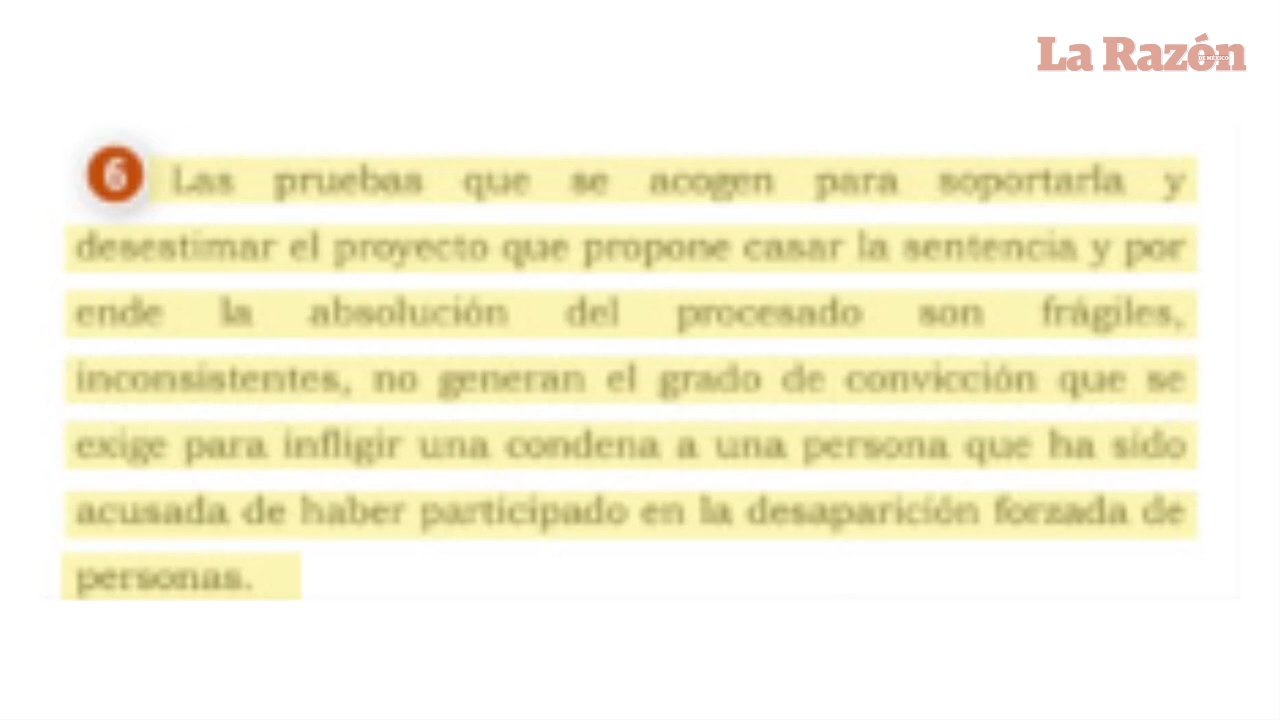 La Razón
DE MÉXICO
6 Las pruebas que se acogen para soportarla y
desestimar el proyecto que propone casar la sentencia y por
ende la absolución del procesado son frágiles,
inconsistentes, no generan el grado de convicción que se
exige para infligir una condena a una persona que ha sido
acusada de haber participado en la desaparición forzada de
personas.